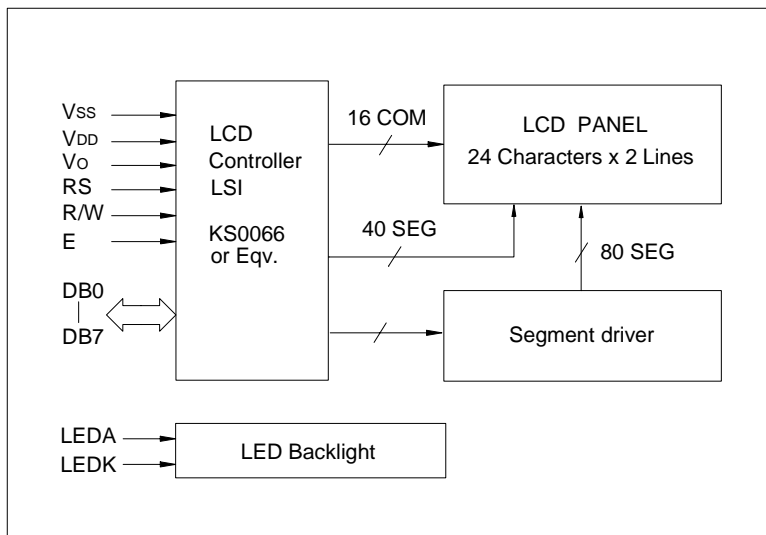 Vss
VDD
Vo
RS
R/W
E
DB0
DB7
LCD
Controller
LSI
KS0066
or Eqv.
16 COM
40 SEG
LCD PANEL
24 Characters x 2 Lines
80 SEG
Segment driver
LEDA
LEDK
LED Backlight